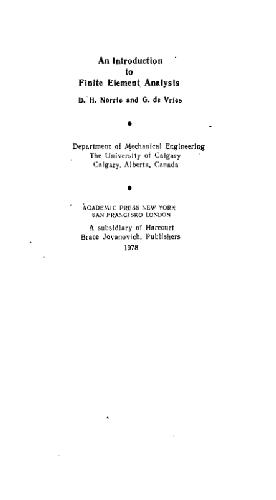 An Introduction
to
Finite Element Analysis
D. H. Norrie and G. de Vries
Department of Mechanical Engineering
The University of Calgary
Calgary, Alberta, Canada
ACADEMIC PRESS NEW YORK
SAN FRANCISKO LONDON
A subsidiary of Harcourt
Brace Jovanovich, Publishers
1978